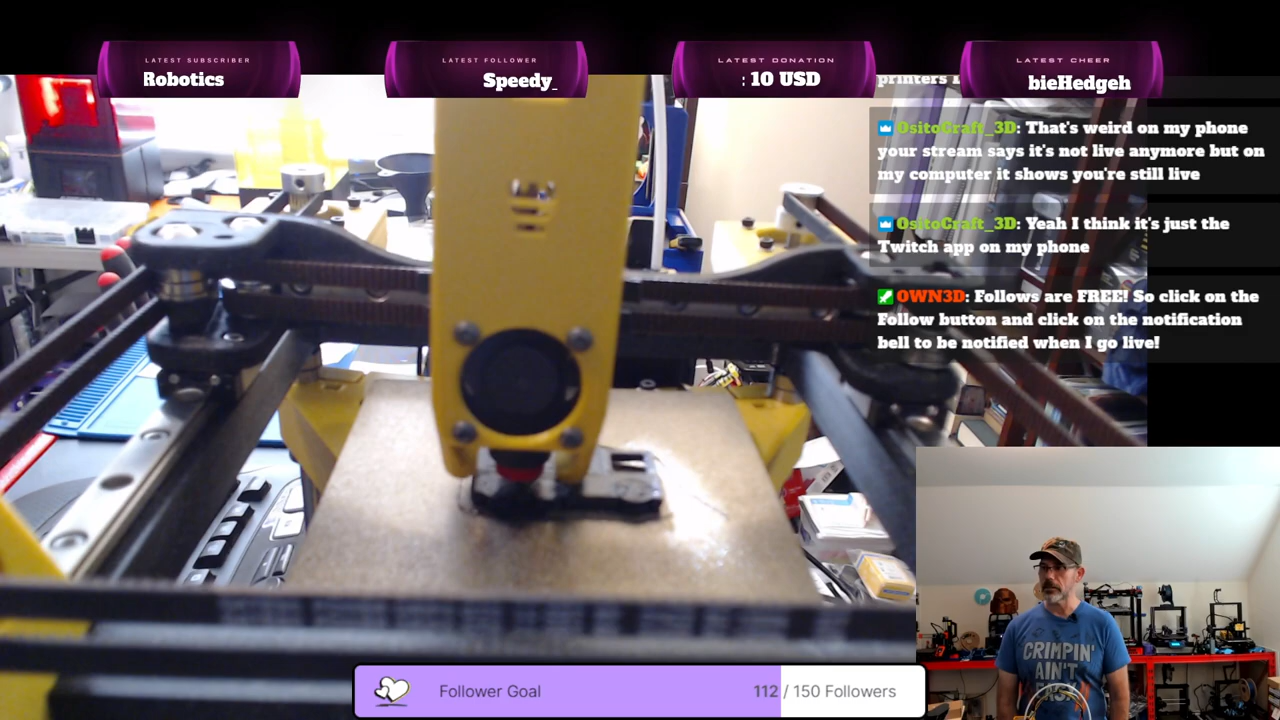 LATEST SUBSCRIBER
Robotics
LATEST FOLLOWER
Speedy_
LATEST DONATION
: 10 USD
LATEST CHEER
bieHedgeh
printers
OsitoCraft_3D: That's weird on my phone
your stream says it's not live anymore but on
my computer it shows you're still live
OsitoCraft_3D: Yeah I think it's just the
Twitch app on my phone
OWN3D: Follows are FREE! So click on the
Follow button and click on the notification
bell to be notified when I go live!
CRIMPIN'
AIN'T
EASY
Follower Goal
112 / 150 Followers